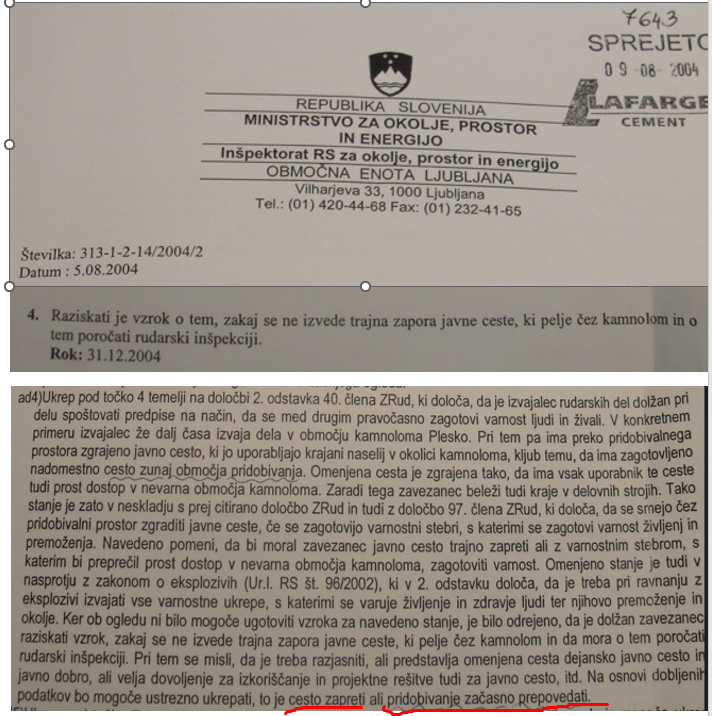 7643
SPREJETO
09-08-2004
LAFARGE
CEMENT
REPUBLIKA SLOVENIJA
MINISTRSTVO ZA OKOLJE, PROSTOR
IN ENERGIJO
Inšpektorat RS za okolje, prostor in energijo
OBMOČNA ENOTA LJUBLJANA
Vilharjeva 33, 1000 Ljubljana
Tel.: (01) 420-44-68 Fax: (01) 232-41-65
Številka: 313-1-2-14/2004/2
Datum : 5.08.2004
4. Raziskati je vzrok o tem, zakaj se ne izvede trajna zapora javne ceste, ki pelje čez kamnolom in o
tem poročati rudarski inšpekciji.
Rok: 31.12.2004
ad4)Ukrep pod točko 4 temelji na določbi 2. odstavka 40. člena ZRud, ki določa, da je izvajalec rudarskih del dolžan pri
delu spoštovati predpise na način, da se med drugim pravočasno zagotovi varnost ljudi in živali. V konkretnem
primeru izvajalec že dalj časa izvaja dela v območju kamnoloma Plesko. Pri tem pa ima preko pridobivalnega
prostora zgrajeno javno cesto, ki jo uporabljajo krajani naselij v okolici kamnoloma, kljub temu, da ima zagotovljeno
nadomestno cesto zunaj območja pridobivanja. Omenjena cesta je zgrajena tako, da ima vsak uporabnik te ceste
tudi prost dostop v nevarna območja kamnoloma. Zaradi tega zavezanec beleži tudi kraje v delovnih strojih. Tako
stanje je zato v neskladju s prej citirano določbo ZRud in tudi z določbo 97. člena ZRud, ki določa, da se smejo čez
pridobivalni prostor zgraditi javne ceste, če se zagotovijo varnostni stebri, s katerimi se zagotovi varnost življenj in
premoženja. Navedeno pomeni, da bi moral zavezanec javno cesto trajno zapreti ali z varnostnim stebrom, s
katerim bi preprečil prost dostop v nevarna območja kamnoloma, zagotoviti varnost. Omenjeno stanje je tudi v
nasprotju z zakonom o eksplozivih (Ur.l. RS št. 96/2002), ki v 2. odstavku določa, da je treba pri ravnanju z
eksplozivi izvajati vse varnostne ukrepe, s katerimi se varuje življenje in zdravje ljudi ter njihovo premoženje in
okolje. Ker ob ogledu ni bilo mogoče ugotoviti vzroka za navedeno stanje, je bilo odrejeno, da je dolžan zavezanec
raziskati vzrok, zakaj se ne izvede trajna zapora javne ceste, ki pelje čez kamnolom in da mora o tem poročati
rudarski inšpekciji. Pri tem se misli, da je treba razjasniti, ali predstavlja omenjena cesta dejansko javno cesto in
javno dobro, ali velja dovoljenje za izkoriščanje in projektne rešitve tudi za javno cesto, itd. Na osnovi dobljenih
podatkov bo mogoče ustrezno ukrepati, to je cesto zapreti ali pridobivanje začasno prepovedati.